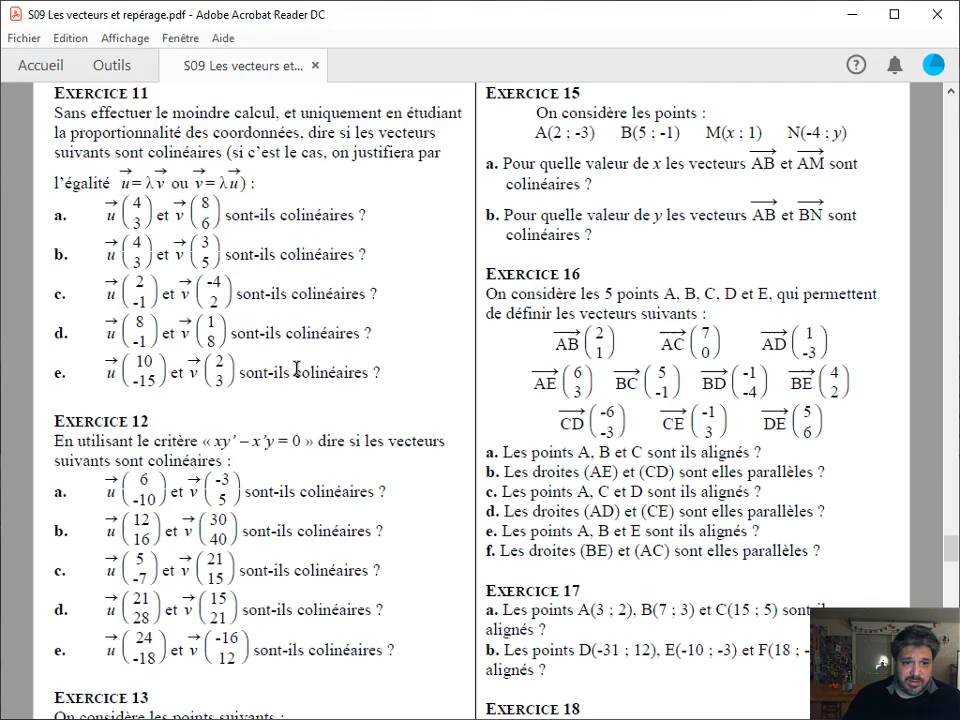 S09 Les vecteurs et repérage.pdf - Adobe Acrobat Reader DC
Fichier Edition Affichage Fenêtre Aide
Accueil Outils S09 Les vecteurs et... ×
EXERCICE 11
Sans effectuer le moindre calcul, et uniquement en étudiant
la proportionnalité des coordonnées, dire si les vecteurs
suivants sont colinéaires (si c'est le cas, on justifiera par
l'égalité u = λ v ou v = λ u) :
a. u (4 3) et v (8 6) sont-ils colinéaires ?
b. u (4 3) et v (3 5) sont-ils colinéaires ?
c. u (2 -1) et v (-4 2) sont-ils colinéaires ?
d. u (8 -1) et v (1 8) sont-ils colinéaires ?
e. u (10 -15) et v (2 3) sont-ils colinéaires ?
EXERCICE 12
En utilisant le critère « xy' – x'y = 0 » dire si les vecteurs
suivants sont colinéaires :
a. u (6 -10) et v (-3 5) sont-ils colinéaires ?
b. u (12 16) et v (30 40) sont-ils colinéaires ?
c. u (5 -7) et v (21 15) sont-ils colinéaires ?
d. u (21 28) et v (15 21) sont-ils colinéaires ?
e. u (24 -18) et v (-16 12) sont-ils colinéaires ?
EXERCICE 13
On considère les points suivants :
EXERCICE 15
On considère les points :
A(2 ; -3) B(5 ; -1) M(x ; 1) N(-4 ; y)
a. Pour quelle valeur de x les vecteurs AB et AM sont
colinéaires ?
b. Pour quelle valeur de y les vecteurs AB et BN sont
colinéaires ?
EXERCICE 16
On considère les 5 points A, B, C, D et E, qui permettent
de définir les vecteurs suivants :
AB (2 1) AC (7 0) AD (1 -3)
AE (6 3) BC (5 -1) BD (-1 -4) BE (4 2)
CD (-6 -3) CE (-1 3) DE (5 6)
a. Les points A, B et C sont ils alignés ?
b. Les droites (AE) et (CD) sont elles parallèles ?
c. Les points A, C et D sont ils alignés ?
d. Les droites (AD) et (CE) sont elles parallèles ?
e. Les points A, B et E sont ils alignés ?
f. Les droites (BE) et (AC) sont elles parallèles ?
EXERCICE 17
a. Les points A(3 ; 2), B(7 ; 3) et C(15 ; 5) sont
alignés ?
b. Les points D(-31 ; 12), E(-10 ; -3) et F(18 ; -
alignés ?
EXERCICE 18